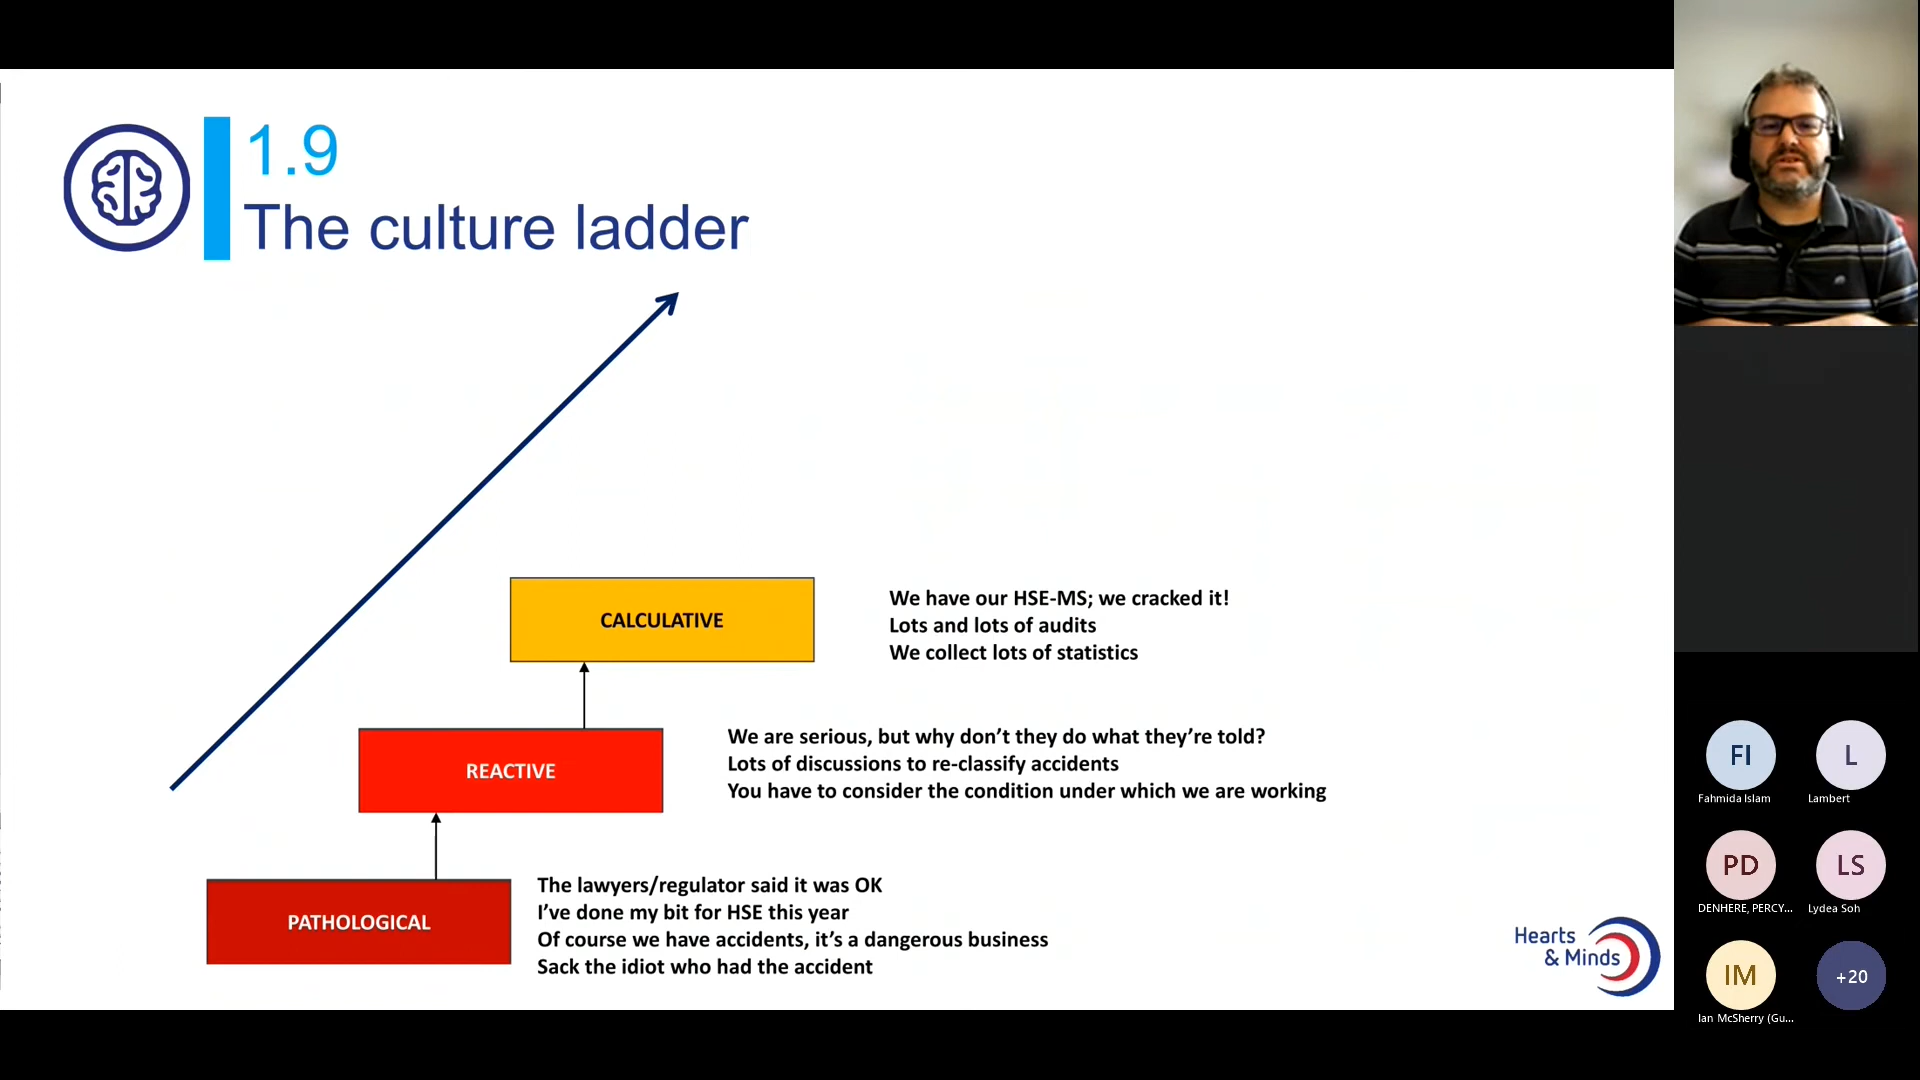 1.9
The culture ladder
CALCULATIVE
We have our HSE-MS; we cracked it!
Lots and lots of audits
We collect lots of statistics
REACTIVE
We are serious, but why don’t they do what they’re told?
Lots of discussions to re-classify accidents
You have to consider the condition under which we are working
PATHOLOGICAL
The lawyers/regulator said it was OK
I’ve done my bit for HSE this year
Of course we have accidents, it’s a dangerous business
Sack the idiot who had the accident
Hearts
& Minds
FI
Fahmida Islam
L
Lambert
PD
DENHERE, PERCY...
LS
Lydea Soh
IM
Ian McSherry (Gu...
+20